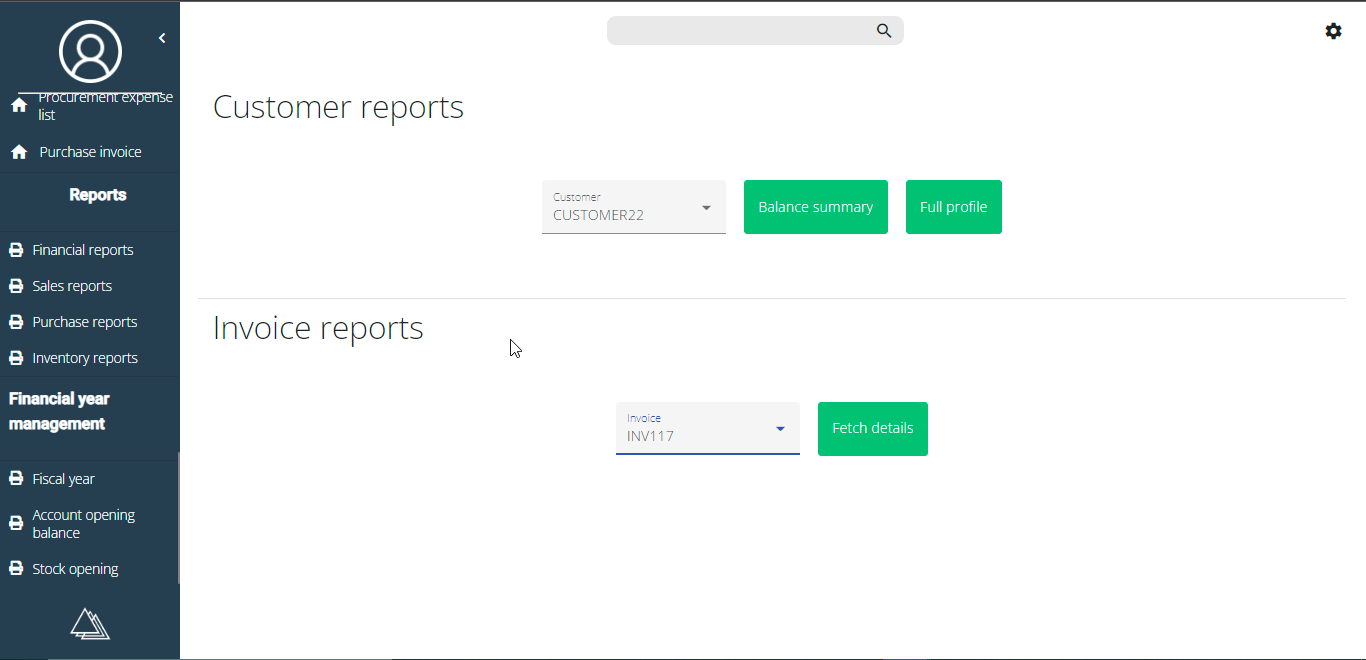 Procurement expense
list
Purchase invoice
Reports
Financial reports
Sales reports
Purchase reports
Inventory reports
Financial year
management
Fiscal year
Account opening
balance
Stock opening
Customer reports
Customer
CUSTOMER22
Balance summary
Full profile
Invoice reports
Invoice
INV117
Fetch details